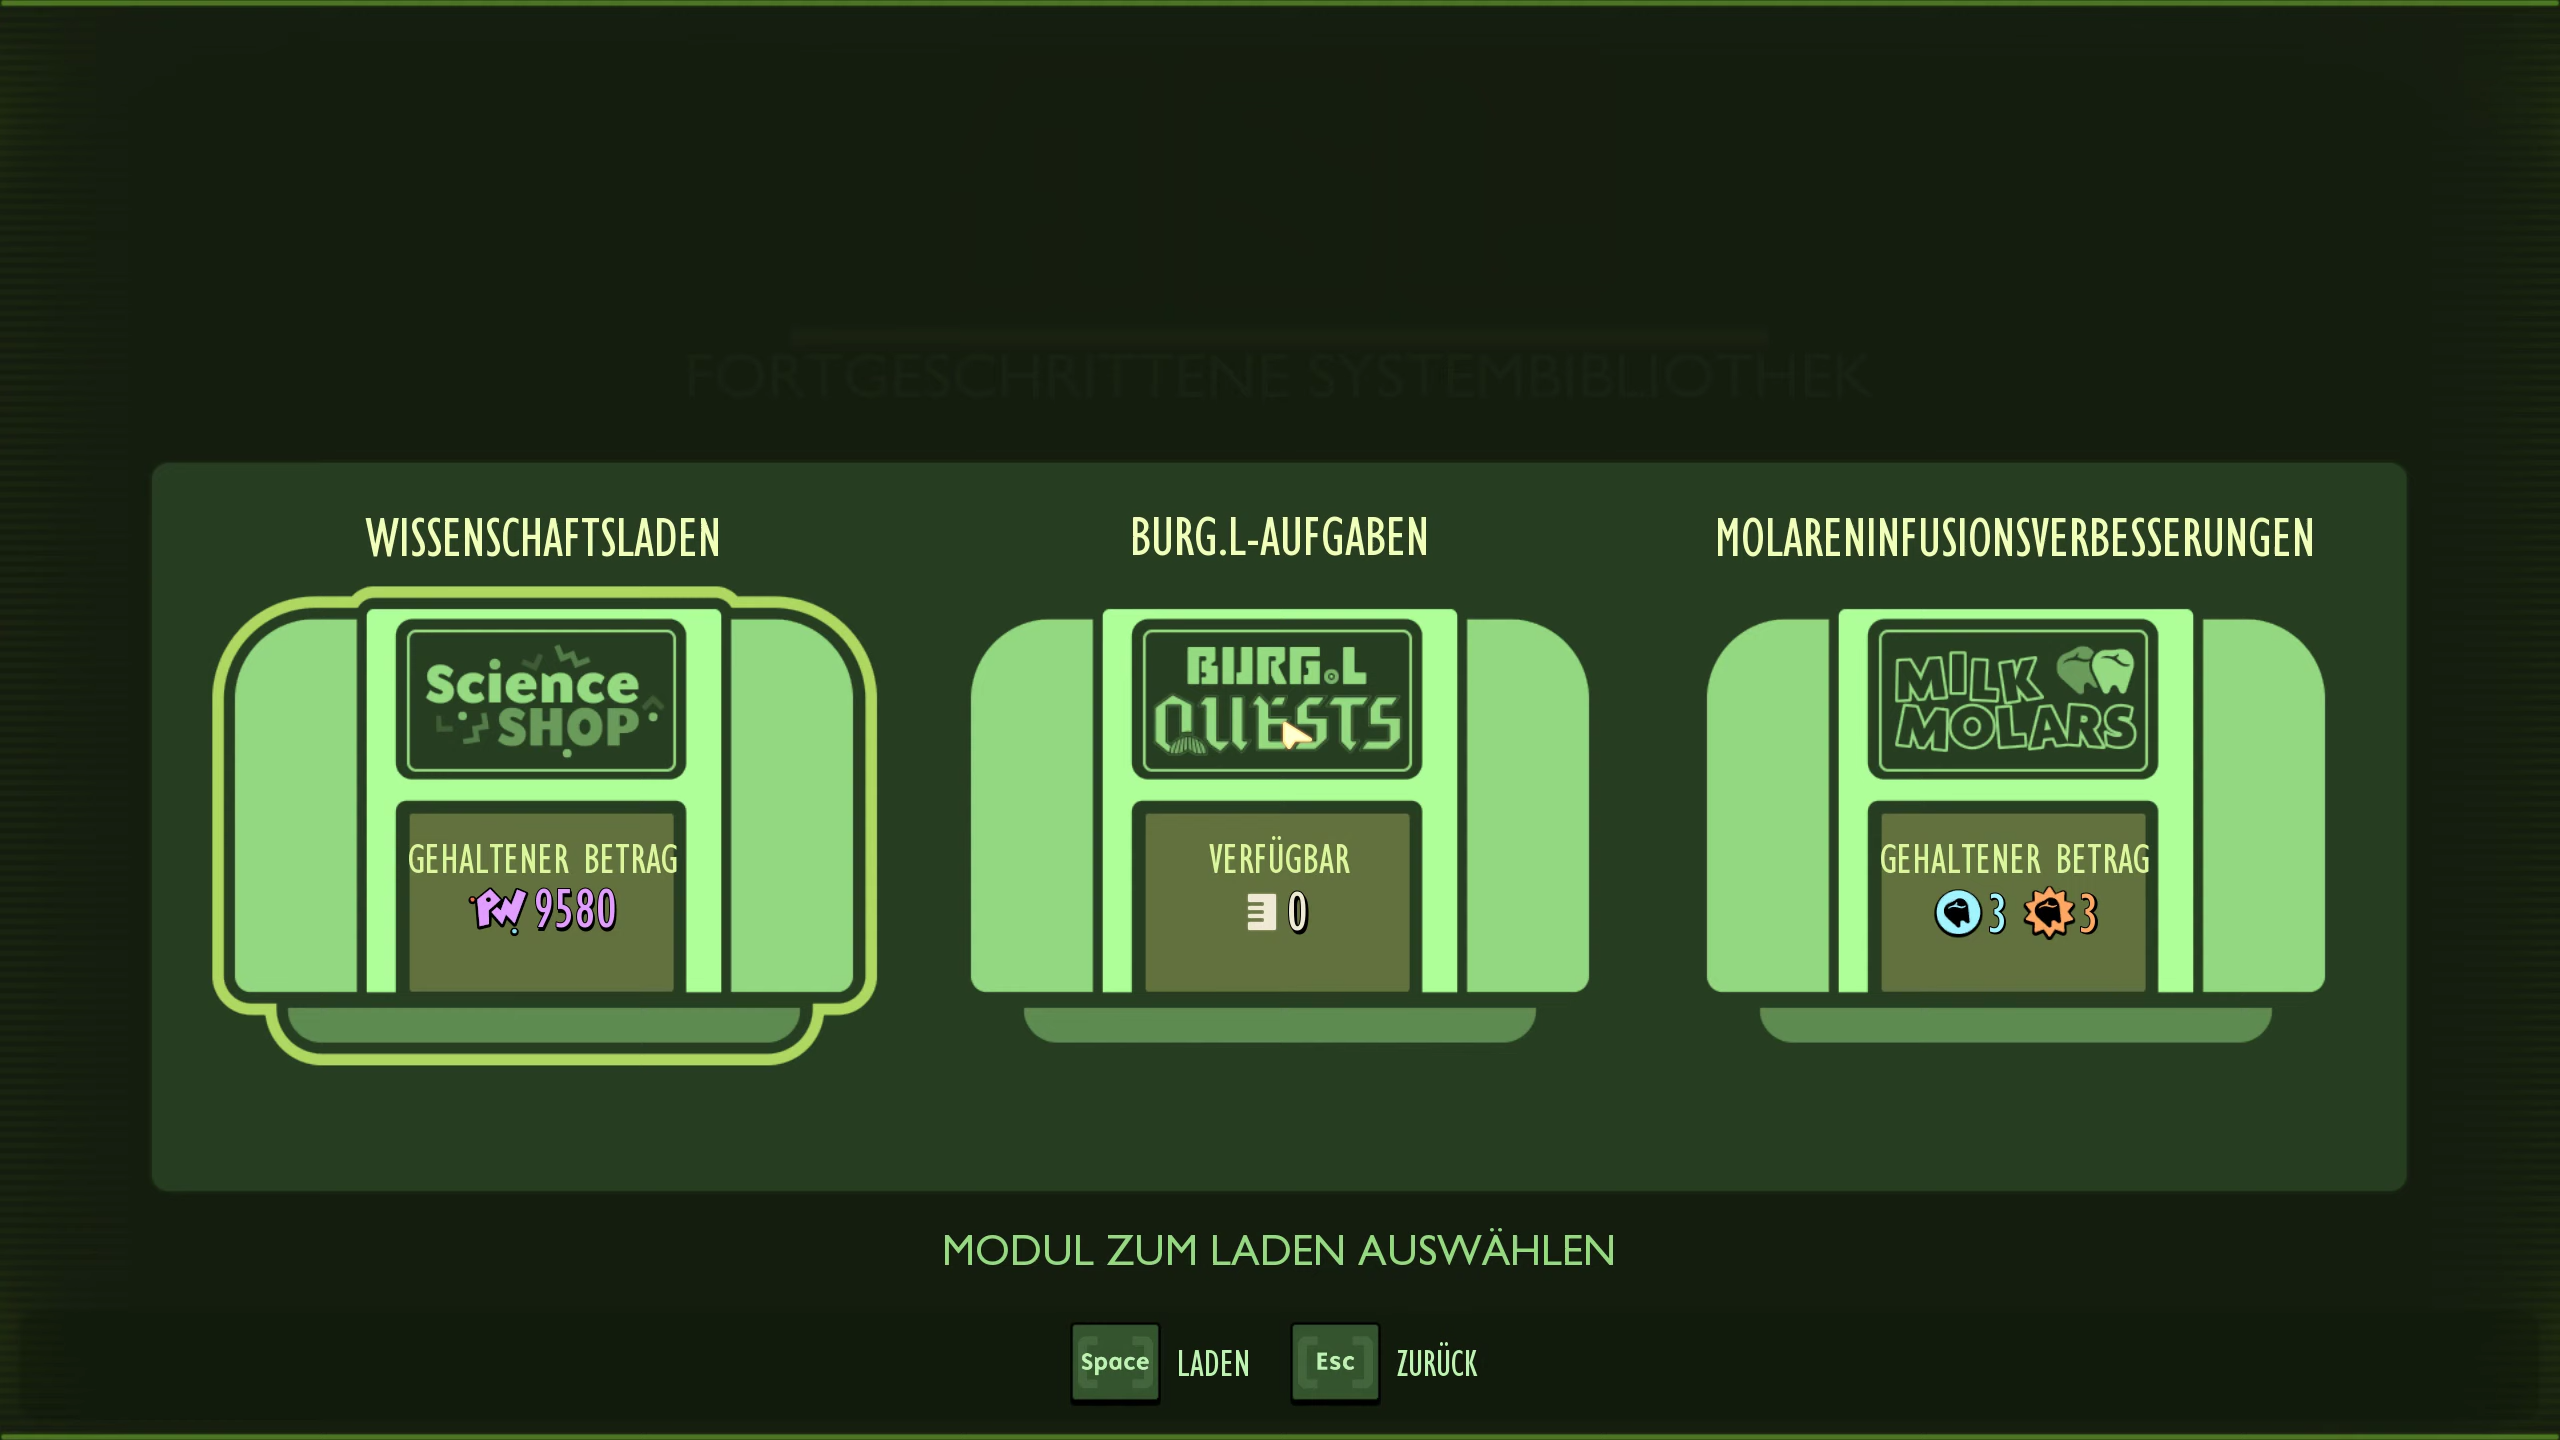 FORTGESCHRITTENE SYSTEMBIBLIOTHEK
WISSENSCHAFTSLADEN
BURG.L-AUFGABEN
MOLARENINFUSIONSVERBESSERUNGEN
Science
SHOP
BURG.L
QUESTS
MILK
MOLARS
GEHALTENER BETRAG
9580
VERFÜGBAR
0
GEHALTENER BETRAG
3 3
MODUL ZUM LADEN AUSWÄHLEN
Space LADEN Esc ZURÜCK